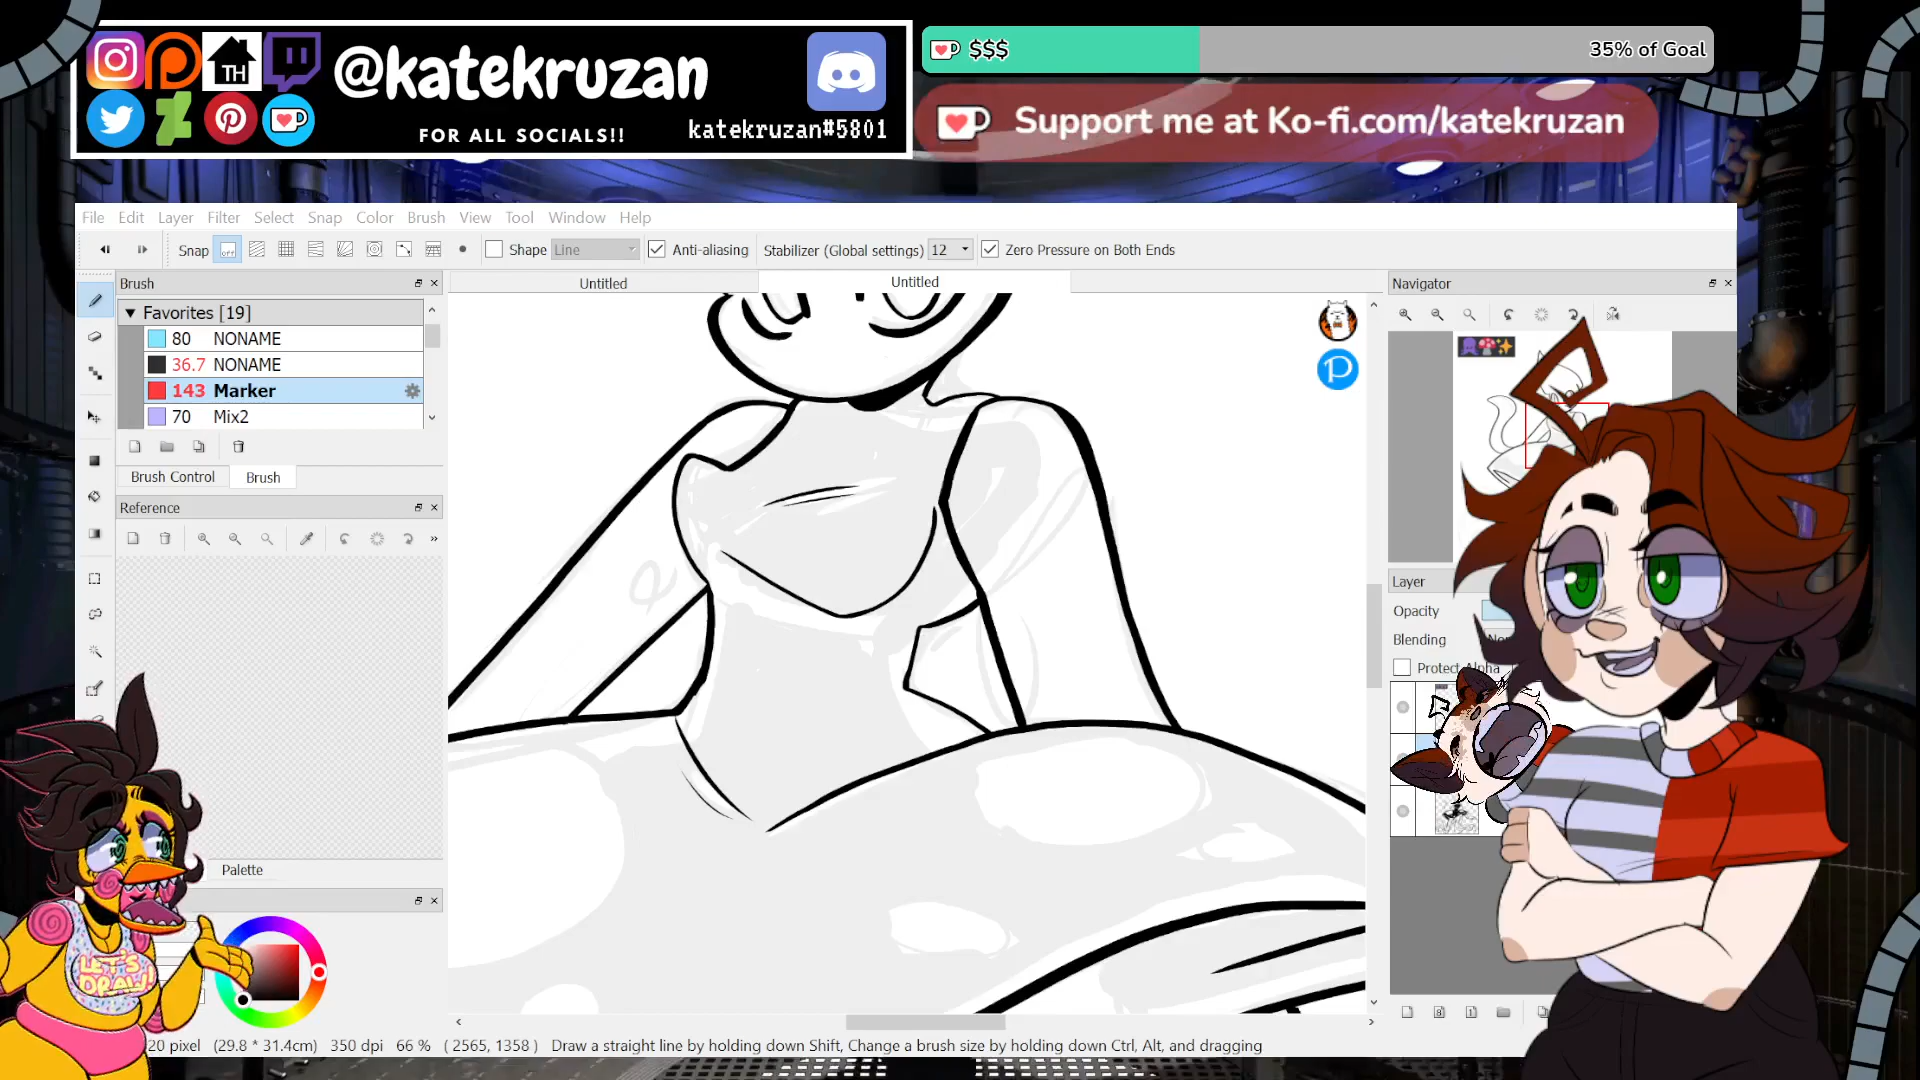 TH
@katekruzan
FOR ALL SOCIALS!!
katekruzan#5801
$$$
35% of Goal
Support me at Ko-fi.com/katekruzan
File Edit Layer Filter Select Snap Color Brush View Tool Window Help
Snap off Shape Line Anti-aliasing Stabilizer (Global settings) 12 Zero Pressure on Both Ends
Brush
Untitled
Untitled
Navigator
Favorites [19]
80 NONAME
36.7 NONAME
143 Marker
70 Mix2
Brush Control Brush
Reference
Layer
Opacity
Blending
Protect Alpha
Palette
LET'S DRAW!
20 pixel (29.8 * 31.4cm) 350 dpi 66 % ( 2565, 1358 ) Draw a straight line by holding down Shift, Change a brush size by holding down Ctrl, Alt, and dragging